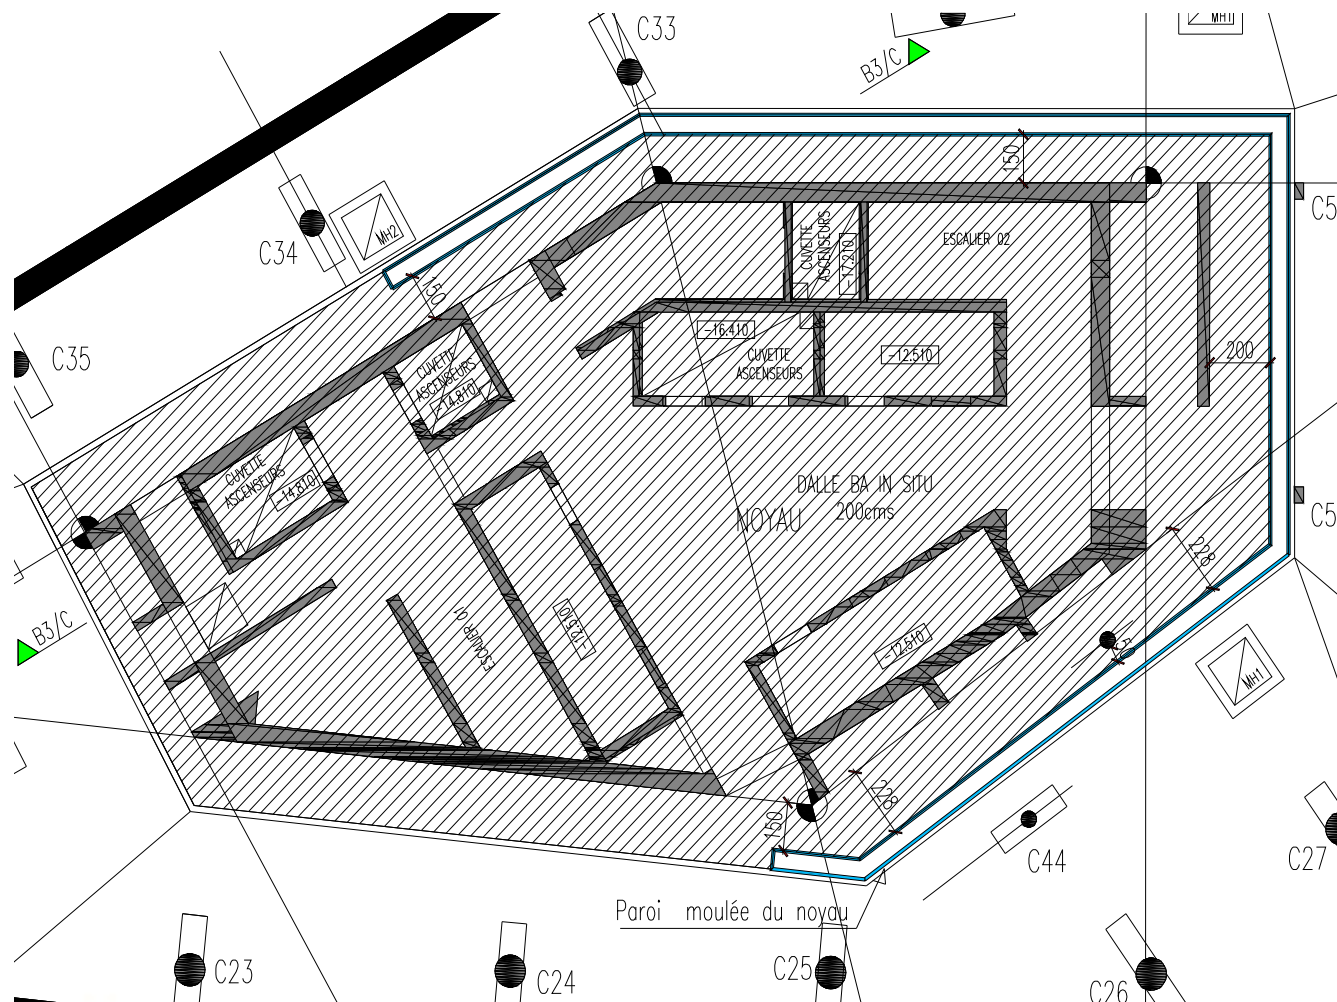 C33
B3/C
MH1
C34
MH2
C35
150
150
CUVETTE
ASCENSEURS
-17.210
ESCALIER 02
C5
-16.410
CUVETTE
ASCENSEURS
-12.510
200
CUVETTE
ASCENSEURS
-14.810
CUVETTE
ASCENSEURS
-14.810
DALLE BA IN SITU
200cms
NOYAU
C5
228
B3/C
ESCALIER 01
-12.510
-12.510
MH1
228
150
C44
C27
Paroi moulée du noyau
C23
C24
C25
C26